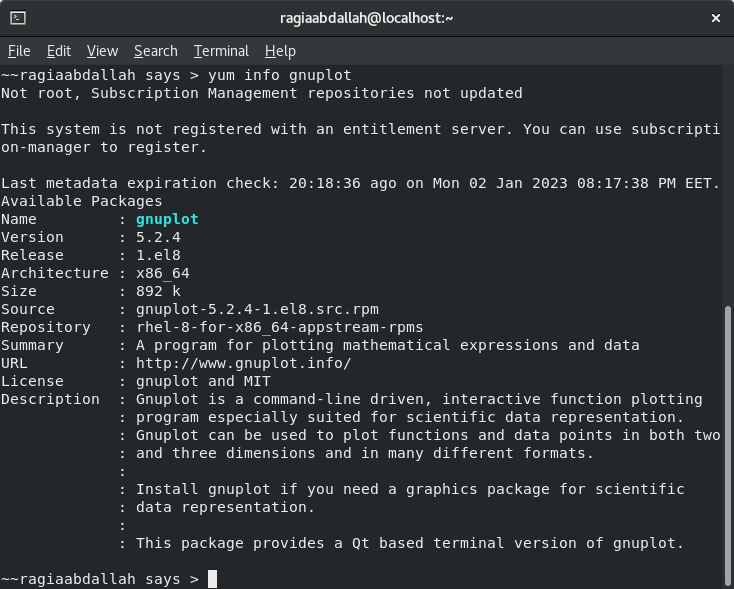 ragiaabdallah@localhost:~
File Edit View Search Terminal Help
~~ragiaabdallah says > yum info gnuplot
Not root, Subscription Management repositories not updated
This system is not registered with an entitlement server. You can use subscripti
on-manager to register.
Last metadata expiration check: 20:18:36 ago on Mon 02 Jan 2023 08:17:38 PM EET.
Available Packages
Name         : gnuplot
Version      : 5.2.4
Release      : 1.el8
Architecture : x86_64
Size         : 892 k
Source       : gnuplot-5.2.4-1.el8.src.rpm
Repository   : rhel-8-for-x86_64-appstream-rpms
Summary      : A program for plotting mathematical expressions and data
URL          : http://www.gnuplot.info/
License      : gnuplot and MIT
Description  : Gnuplot is a command-line driven, interactive function plotting
             : program especially suited for scientific data representation.
             : Gnuplot can be used to plot functions and data points in both two
             : and three dimensions and in many different formats.
             :
             : Install gnuplot if you need a graphics package for scientific
             : data representation.
             :
             : This package provides a Qt based terminal version of gnuplot.
~~ragiaabdallah says >